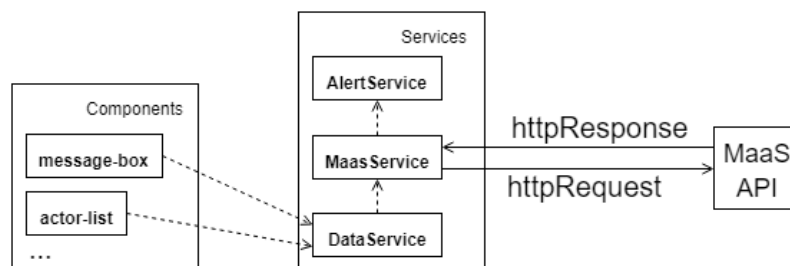 Services
AlertService
Components
httpResponse
message-box
MaasService
MaaS
API
httpRequest
actor-list
DataService
...